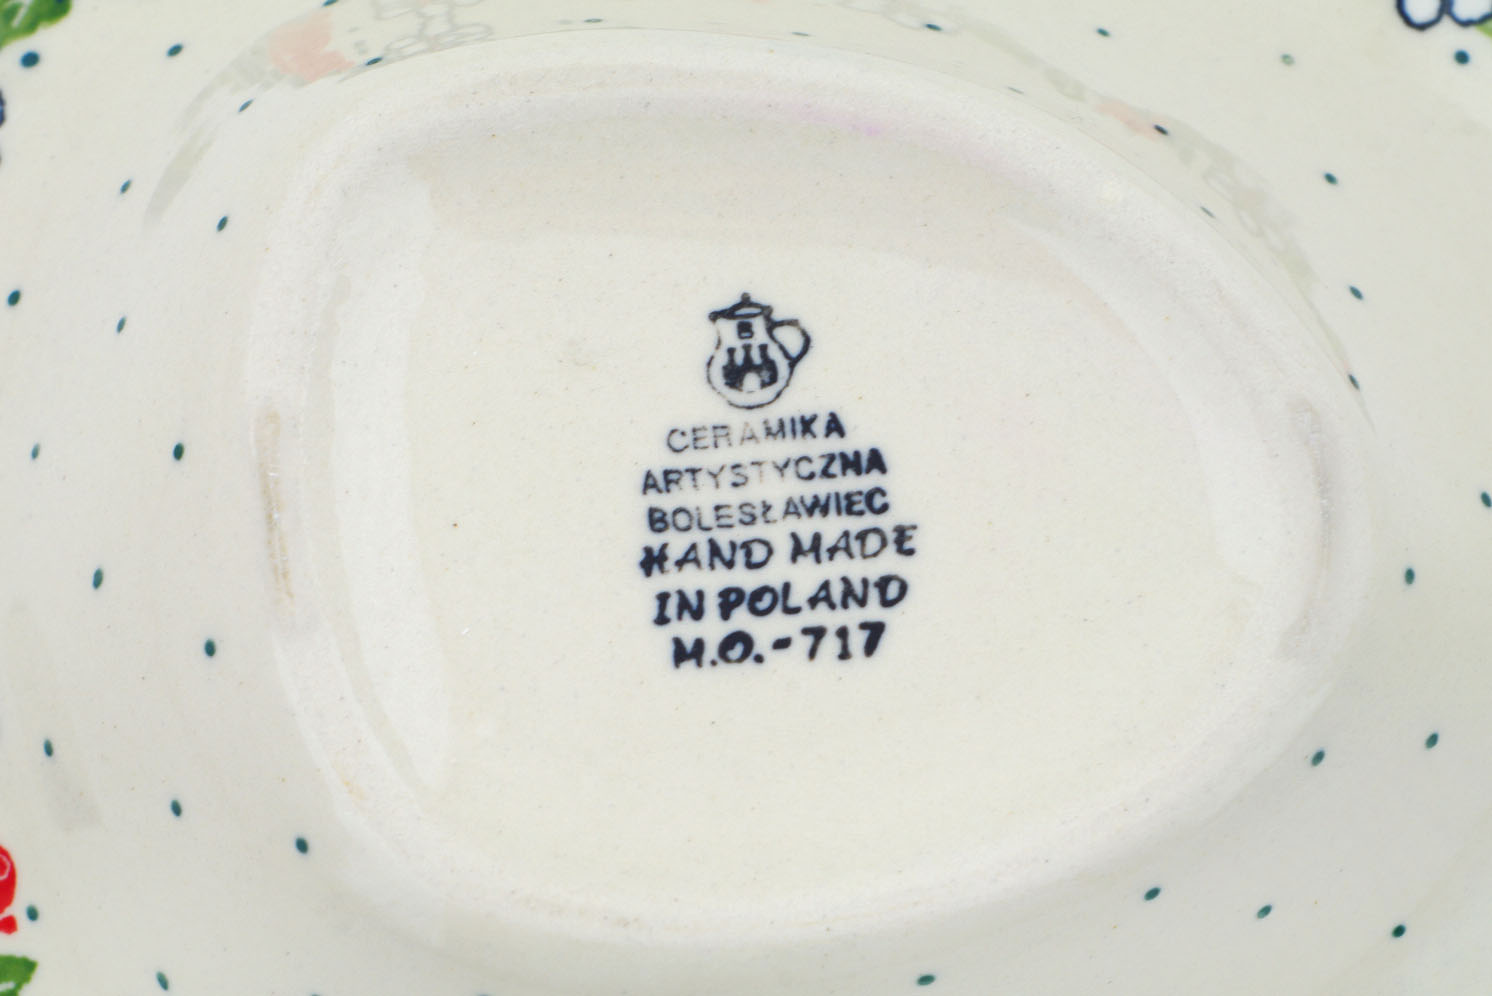 B
CERAMIKA
ARTYSTYCZNA
BOLESŁAWIEC
HAND MADE
IN POLAND
M.O.-717